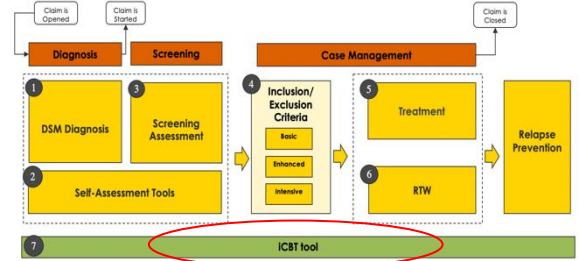 Claim is
Opened
Claim is
Started
Claim is
Closed
Diagnosis
Screening
Case Management
1
DSM Diagnosis
3
Screening
Assessment
2
Self-Assessment Tools
4
Inclusion/
Exclusion
Criteria
Basic
Enhanced
Intensive
5
Treatment
6
RTW
Relapse
Prevention
7
iCBT tool